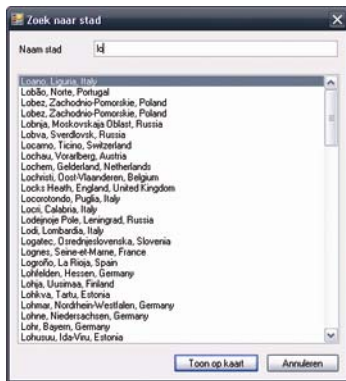 Zoek naar stad
Naam stad
lo
Loano, Liguria, Italy
Lobão, Norte, Portugal
Lobez, Zachodnio-Pomorskie, Poland
Lobez, Zachodnio-Pomorskie, Poland
Lobnja, Moskovskaja Oblast, Russia
Lobva, Sverdlovsk, Russia
Locarno, Ticino, Switzerland
Lochau, Vorarlberg, Austria
Lochem, Gelderland, Netherlands
Lochristi, Oost-Vlaanderen, Belgium
Locks Heath, England, United Kingdom
Locorotondo, Puglia, Italy
Locri, Calabria, Italy
Lodejnoje Pole, Leningrad, Russia
Lodi, Lombardia, Italy
Logatec, Osrednjeslovenska, Slovenia
Lognes, Seine-et-Marne, France
Logroño, La Rioja, Spain
Lohfelden, Hessen, Germany
Lohja, Uusimaa, Finland
Lohkva, Tartu, Estonia
Lohmar, Nordrhein-Westfalen, Germany
Lohne, Niedersachsen, Germany
Lohr, Bayern, Germany
Lohusuu, Ida-Viru, Estonia
Toon op kaart
Annuleren